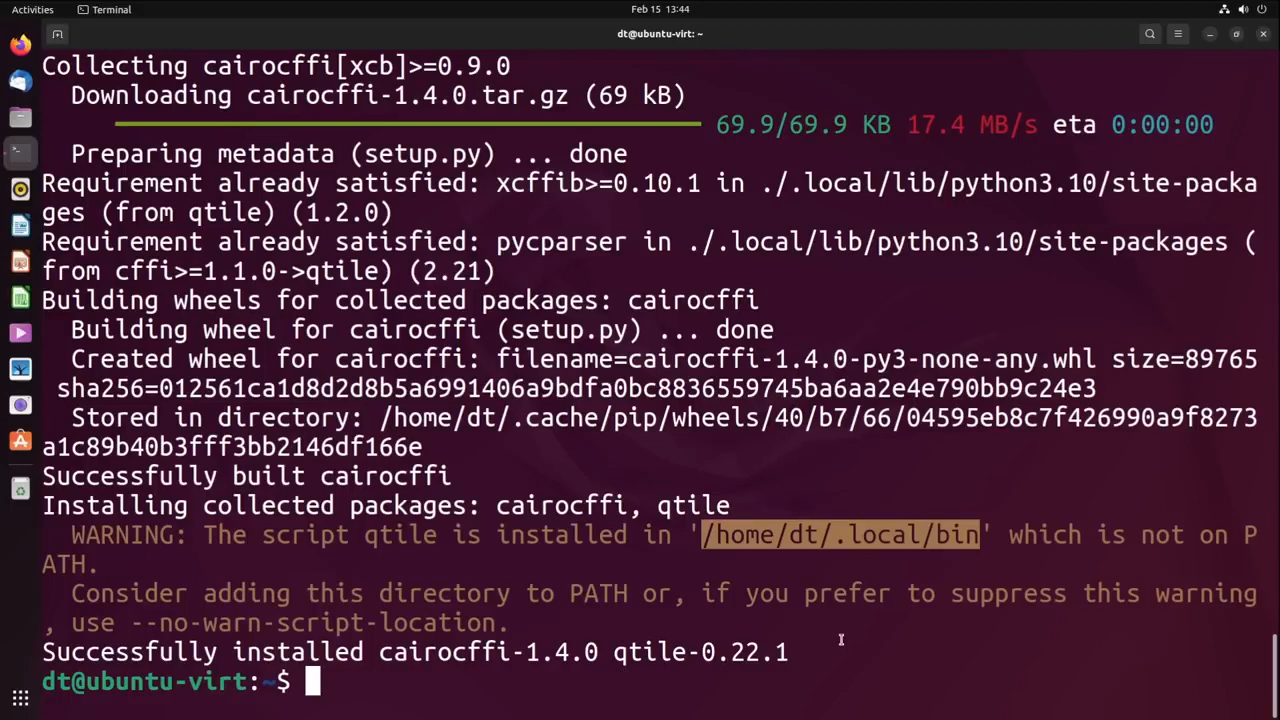 Activities Terminal Feb 15 13:44
dt@ubuntu-virt: ~
Collecting cairocffi[xcb]>=0.9.0
  Downloading cairocffi-1.4.0.tar.gz (69 kB)
69.9/69.9 KB 17.4 MB/s eta 0:00:00
  Preparing metadata (setup.py) ... done
Requirement already satisfied: xcffib>=0.10.1 in ./.local/lib/python3.10/site-packa
ges (from qtile) (1.2.0)
Requirement already satisfied: pycparser in ./.local/lib/python3.10/site-packages (
from cffi>=1.1.0->qtile) (2.21)
Building wheels for collected packages: cairocffi
  Building wheel for cairocffi (setup.py) ... done
  Created wheel for cairocffi: filename=cairocffi-1.4.0-py3-none-any.whl size=89765
 sha256=012561ca1d8d2d8b5a6991406a9bdfa0bc8836559745ba6aa2e4e790bb9c24e3
  Stored in directory: /home/dt/.cache/pip/wheels/40/b7/66/04595eb8c7f426990a9f8273
a1c89b40b3fff3bb2146df166e
Successfully built cairocffi
Installing collected packages: cairocffi, qtile
  WARNING: The script qtile is installed in '/home/dt/.local/bin' which is not on P
ATH.
  Consider adding this directory to PATH or, if you prefer to suppress this warning
, use --no-warn-script-location.
Successfully installed cairocffi-1.4.0 qtile-0.22.1
dt@ubuntu-virt:~$